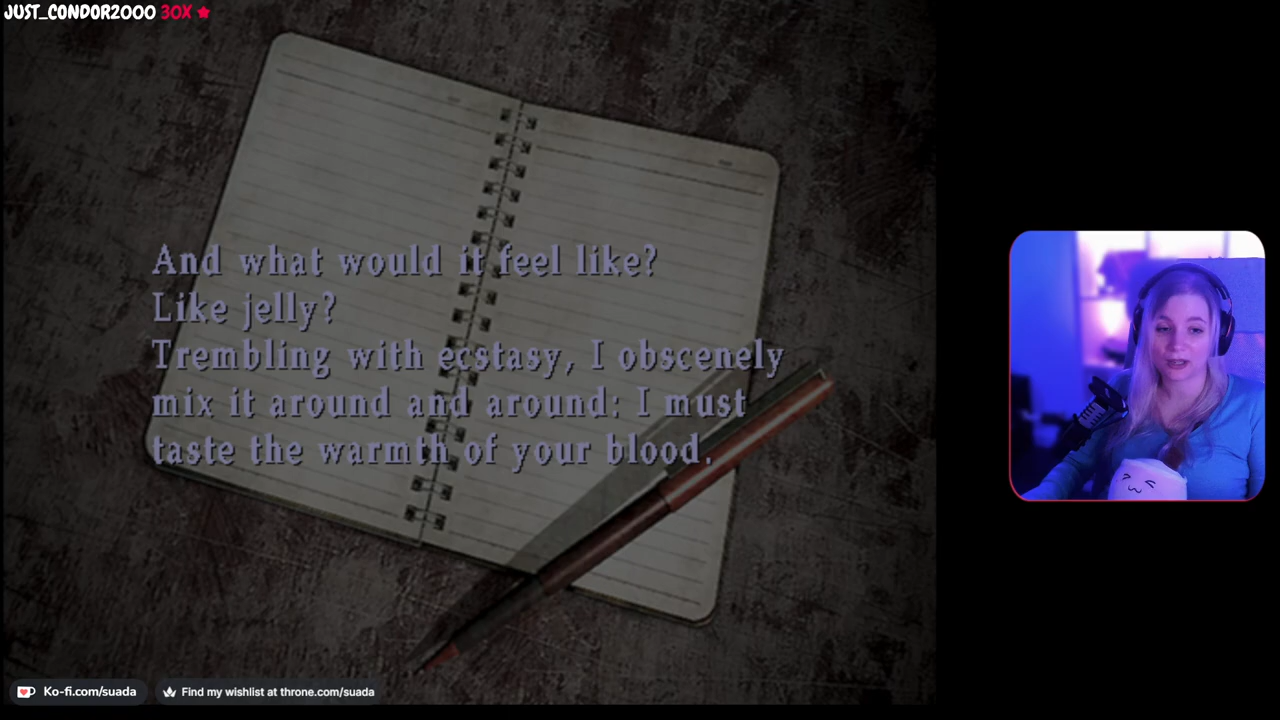 JUST_CONDOR2000 30X
And what would it feel like?
Like jelly?
Trembling with ecstasy, I obscenely
mix it around and around: I must
taste the warmth of your blood.
Ko-fi.com/suada
Find my wishlist at throne.com/suada